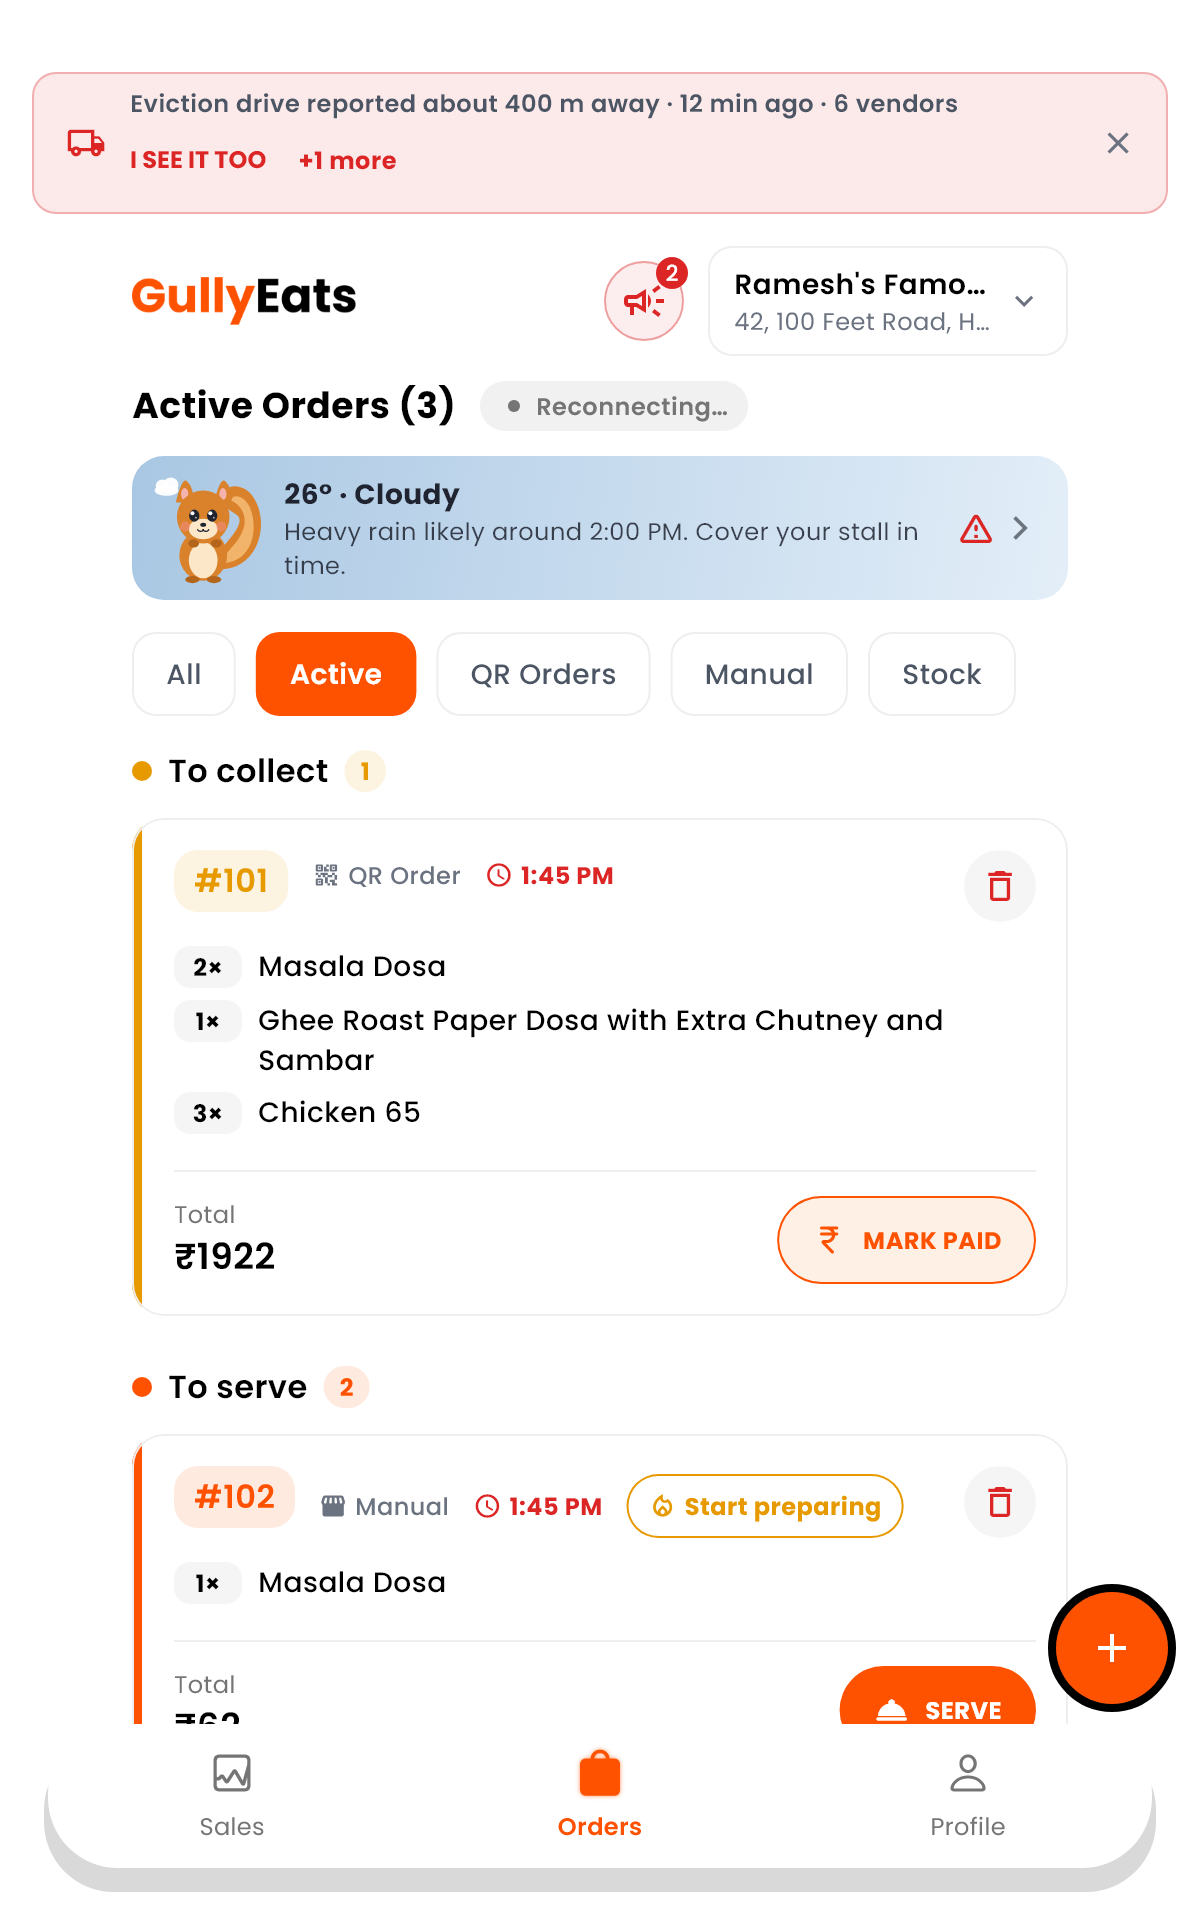 Eviction drive reported about 400 m away · 12 min ago · 6 vendors
I SEE IT TOO +1 more
GullyEats
2
Ramesh's Famo...
42, 100 Feet Road, H...
Active Orders (3)
Reconnecting...
26° · Cloudy
Heavy rain likely around 2:00 PM. Cover your stall in
time.
All
Active
QR Orders
Manual
Stock
To collect 1
#101 QR Order 1:45 PM
2× Masala Dosa
1× Ghee Roast Paper Dosa with Extra Chutney and
Sambar
3× Chicken 65
Total
₹1922
MARK PAID
To serve 2
#102 Manual 1:45 PM Start preparing
1× Masala Dosa
Total
₹62
SERVE
Sales
Orders
Profile